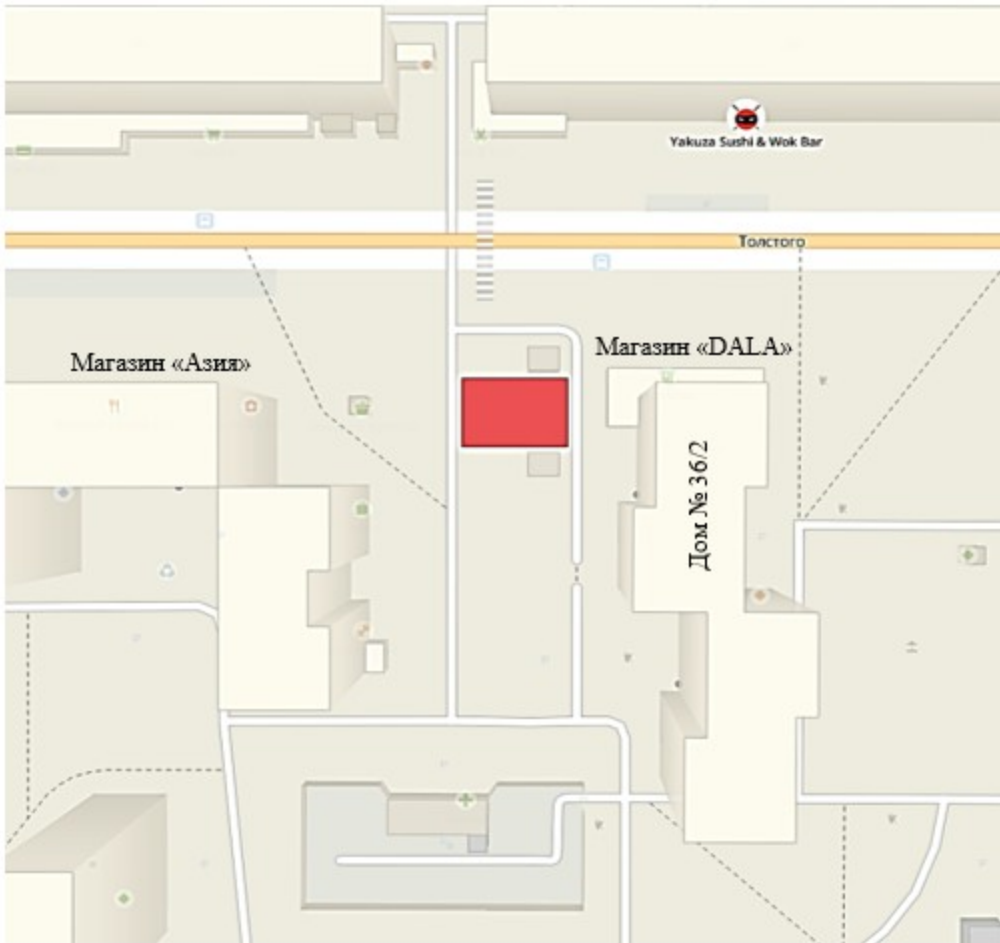 Yakuza Sushi & Wok Bar
Толстого
Магазин «DALA»
Магазин «Азия»
Дом № 36/2